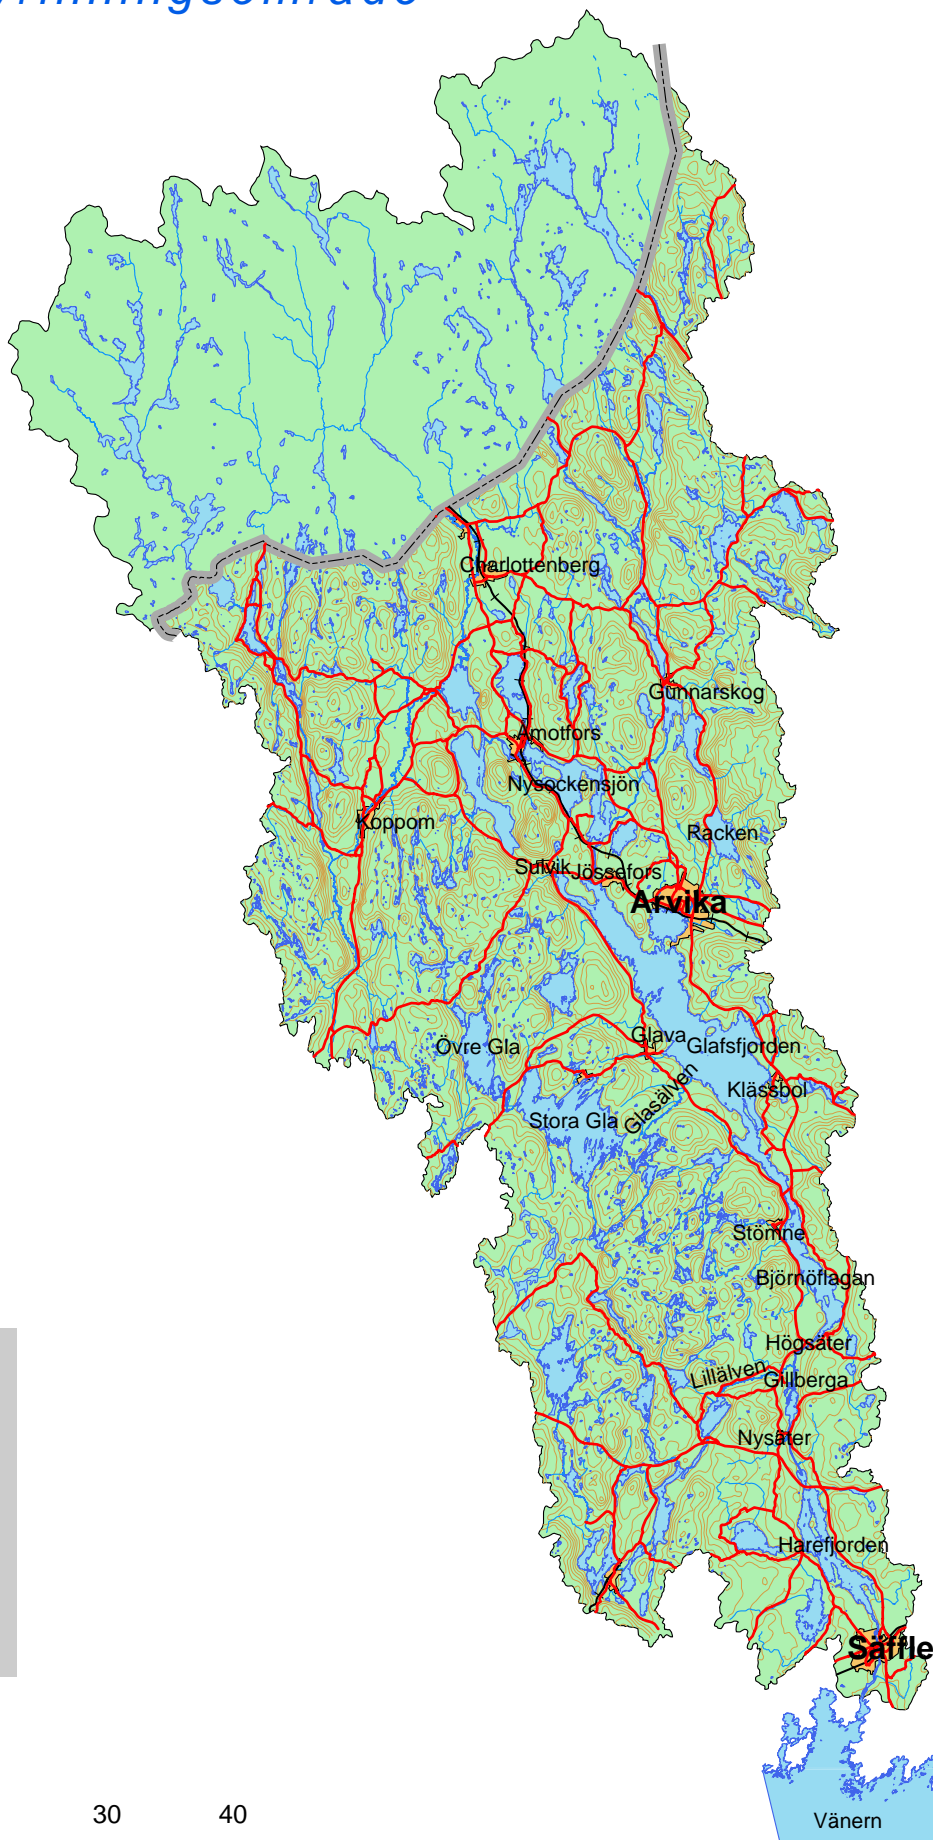 Charlottenberg
Gunnarskog
Åmotfors
Nysockensjön
Koppom
Racken
Sulvik
Jössefors
Arvika
Glava
Övre Gla
Glafsfjorden
Klässbol
Glasälven
Stora Gla
Stömne
Björnöflagan
Högsäter
Lillälven
Gillberga
Nysäter
Harefjorden
Säffle
30 40
Vänern